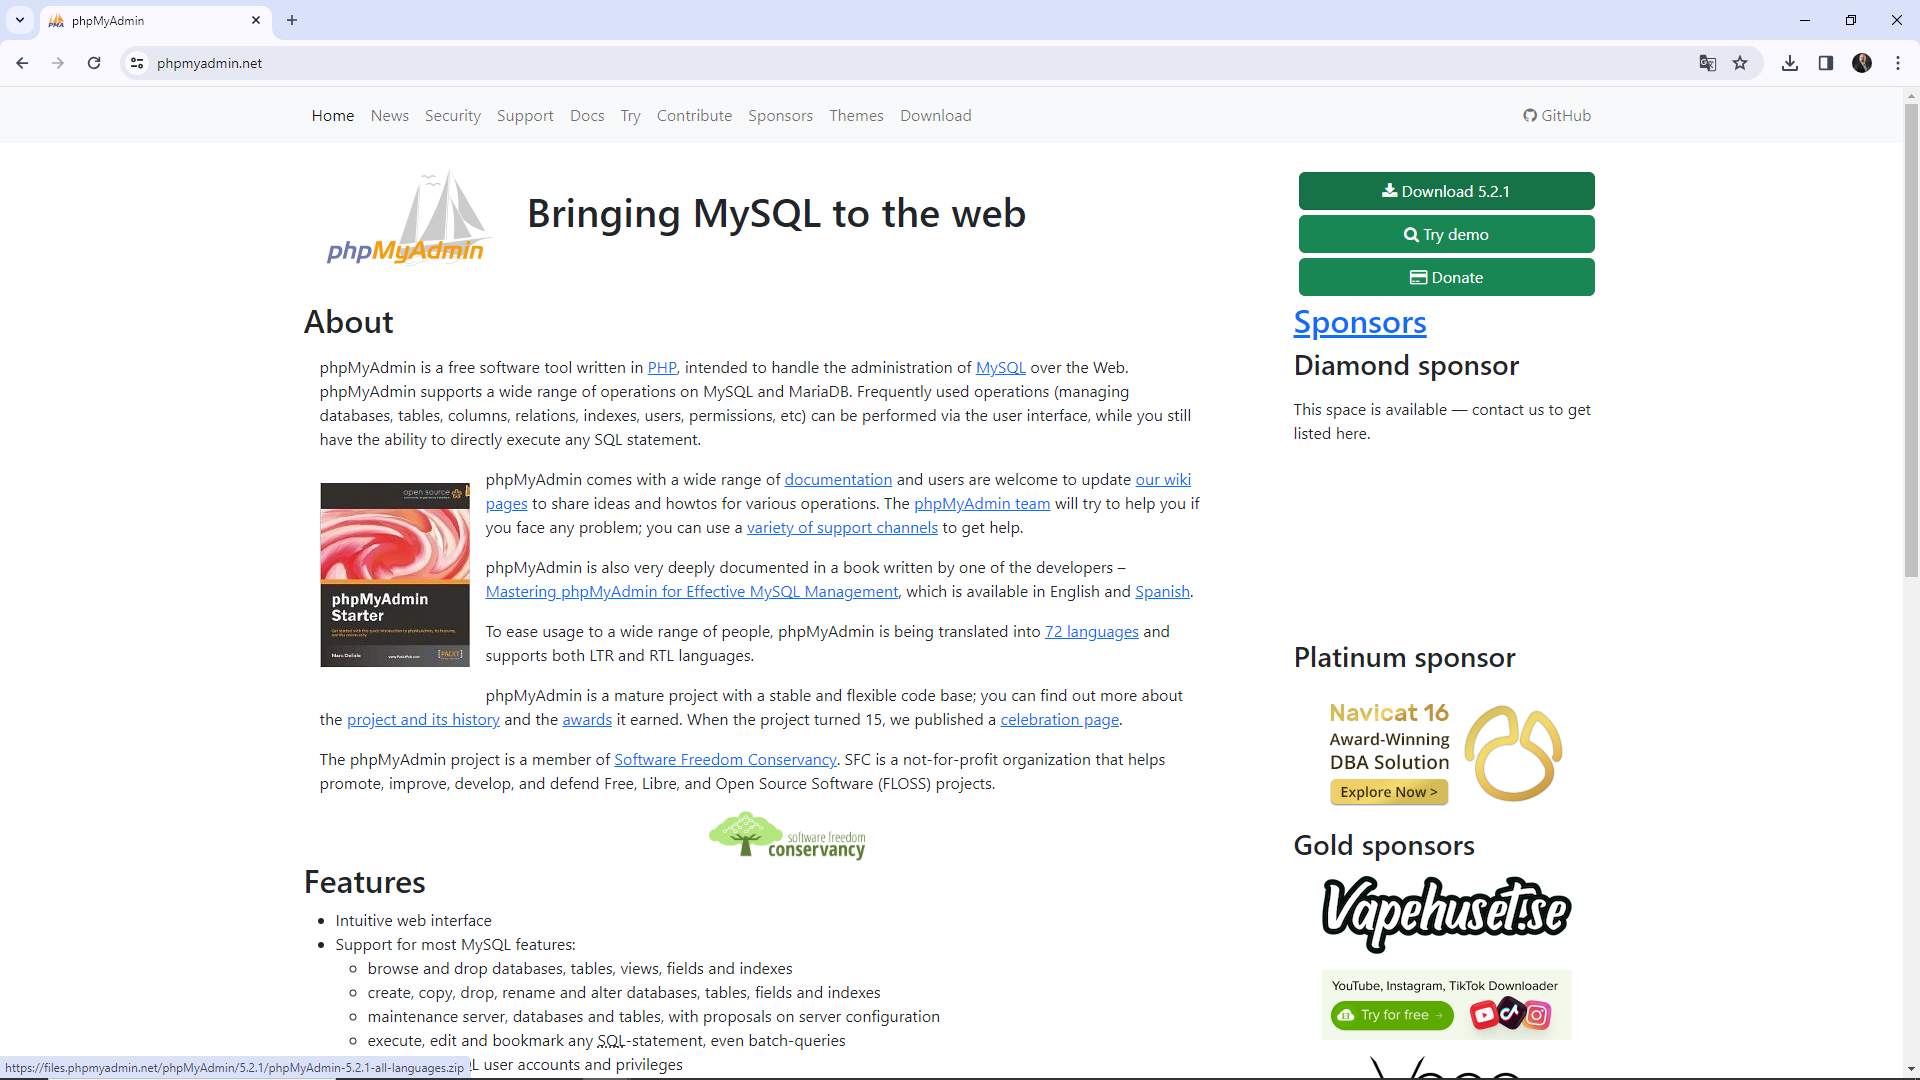 phpMyAdmin
phpmyadmin.net
Home News Security Support Docs Try Contribute Sponsors Themes Download GitHub
phpMyAdmin
Bringing MySQL to the web
Download 5.2.1
Try demo
Donate
About
phpMyAdmin is a free software tool written in PHP, intended to handle the administration of MySQL over the Web.
phpMyAdmin supports a wide range of operations on MySQL and MariaDB. Frequently used operations (managing
databases, tables, columns, relations, indexes, users, permissions, etc) can be performed via the user interface, while you still
have the ability to directly execute any SQL statement.
open source
phpMyAdmin
Starter
Marc Delisle
phpMyAdmin comes with a wide range of documentation and users are welcome to update our wiki
pages to share ideas and howtos for various operations. The phpMyAdmin team will try to help you if
you face any problem; you can use a variety of support channels to get help.
phpMyAdmin is also very deeply documented in a book written by one of the developers –
Mastering phpMyAdmin for Effective MySQL Management, which is available in English and Spanish.
To ease usage to a wide range of people, phpMyAdmin is being translated into 72 languages and
supports both LTR and RTL languages.
phpMyAdmin is a mature project with a stable and flexible code base; you can find out more about
the project and its history and the awards it earned. When the project turned 15, we published a celebration page.
The phpMyAdmin project is a member of Software Freedom Conservancy. SFC is a not-for-profit organization that helps
promote, improve, develop, and defend Free, Libre, and Open Source Software (FLOSS) projects.
software freedom
conservancy
Features
• Intuitive web interface
• Support for most MySQL features:
◦ browse and drop databases, tables, views, fields and indexes
◦ create, copy, drop, rename and alter databases, tables, fields and indexes
◦ maintenance server, databases and tables, with proposals on server configuration
◦ execute, edit and bookmark any SQL-statement, even batch-queries
L user accounts and privileges
https://files.phpmyadmin.net/phpMyAdmin/5.2.1/phpMyAdmin-5.2.1-all-languages.zip
Sponsors
Diamond sponsor
This space is available — contact us to get
listed here.
Platinum sponsor
Navicat 16
Award-Winning
DBA Solution
Explore Now >
Gold sponsors
Vapehuset.se
YouTube, Instagram, TikTok Downloader
Try for free →